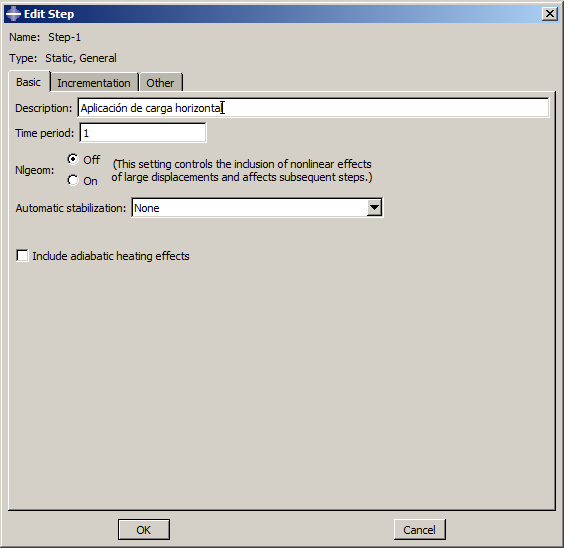 Edit Step
Name: Step-1
Type: Static, General
Basic Incrementation Other
Description: Aplicación de carga horizontal
Time period: 1
Nlgeom: Off (This setting controls the inclusion of nonlinear effects
On of large displacements and affects subsequent steps.)
Automatic stabilization: None
Include adiabatic heating effects
OK Cancel